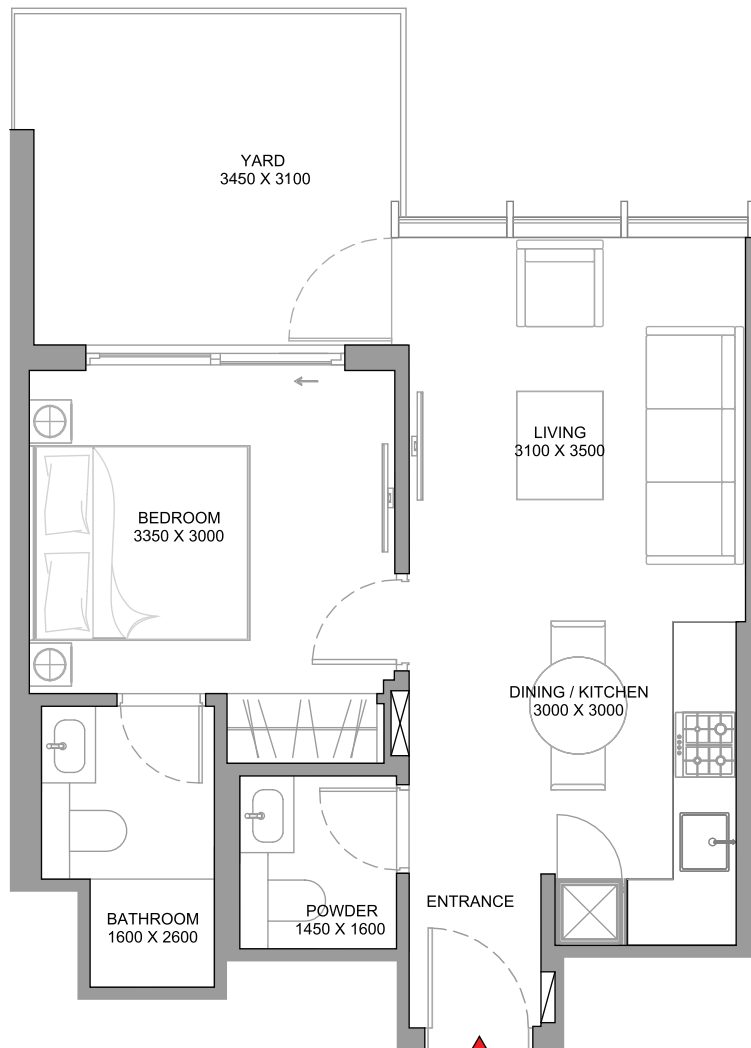 YARD
3450 X 3100
LIVING
3100 X 3500
BEDROOM
3350 X 3000
DINING / KITCHEN
3000 X 3000
ENTRANCE
POWDER
1450 X 1600
BATHROOM
1600 X 2600